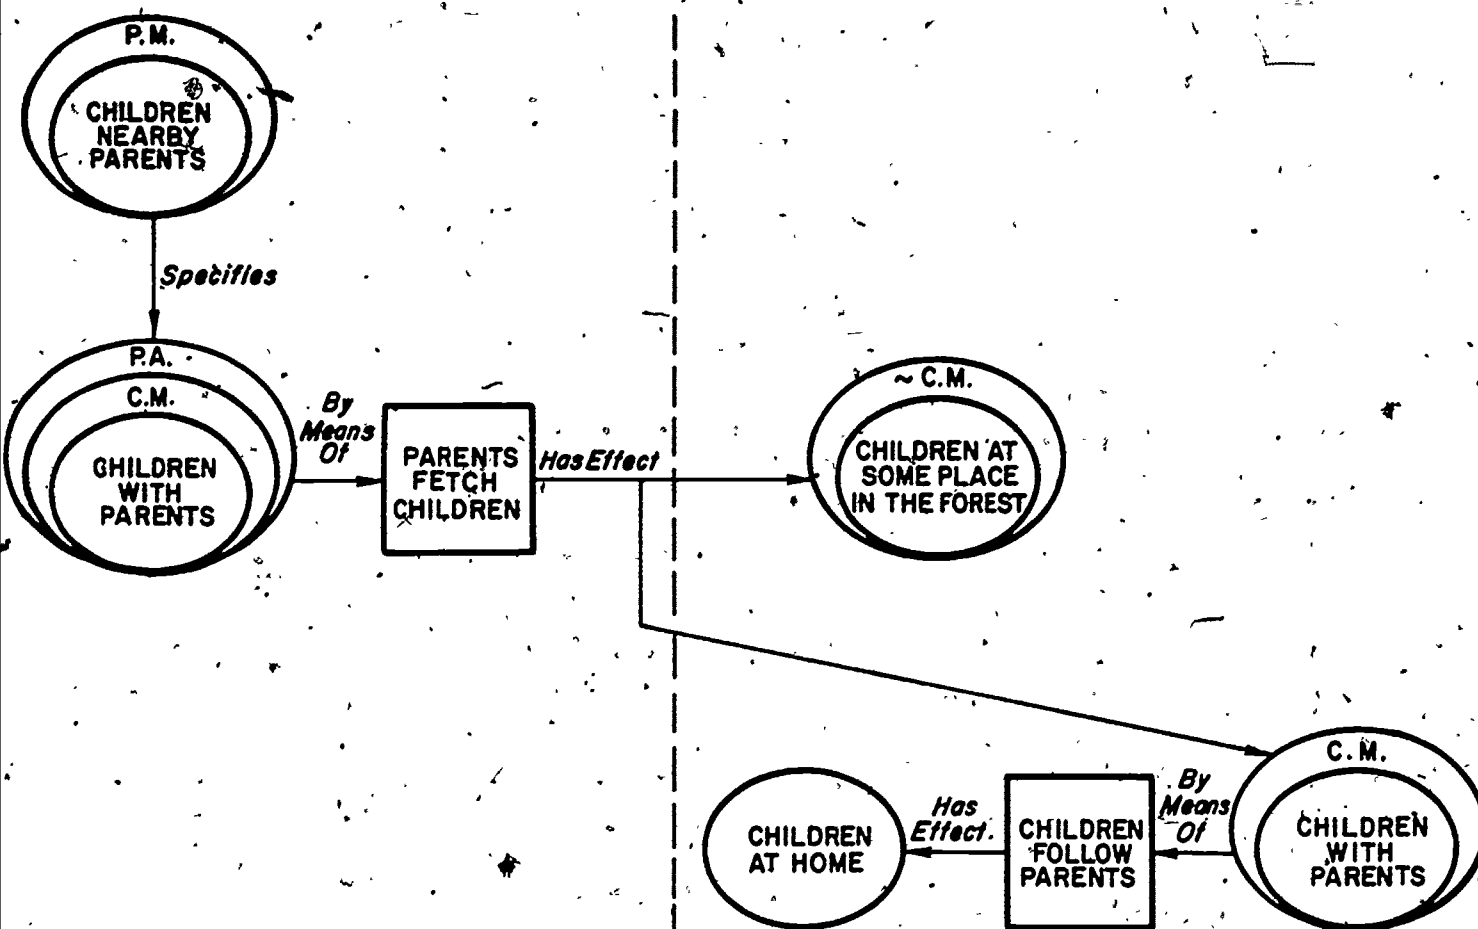 P.M.
CHILDREN
NEARBY
PARENTS
Specifies
P.A.
C.M.
CHILDREN
WITH
PARENTS
By
Means
Of
PARENTS
FETCH
CHILDREN
Has Effect
~ C.M.
CHILDREN AT
SOME PLACE
IN THE FOREST
C.M.
CHILDREN
WITH
PARENTS
By
Means
Of
CHILDREN
FOLLOW
PARENTS
Has
Effect.
CHILDREN
AT HOME